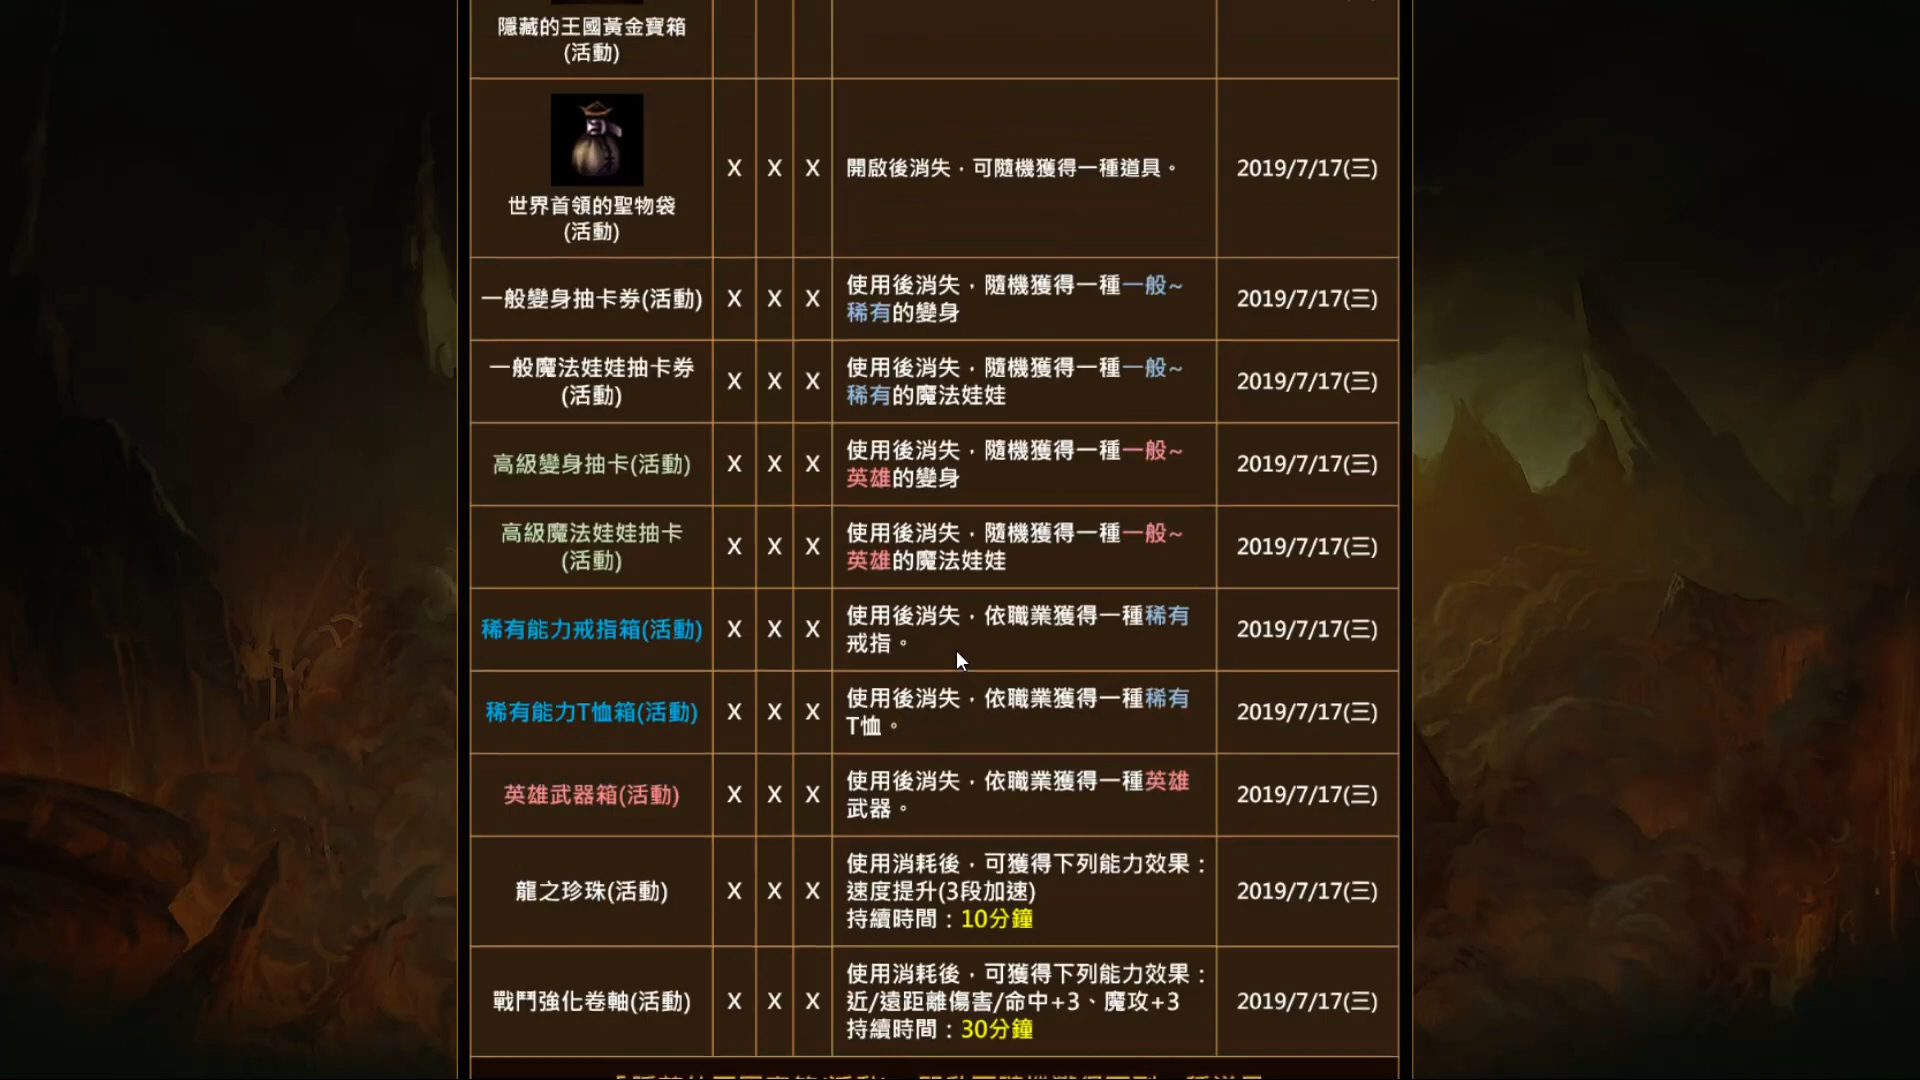 隱藏的王國黃金寶箱
(活動)
世界首領的聖物袋
(活動)
X X X
開啟後消失，可隨機獲得一種道具。
2019/7/17(三)
一般變身抽卡券(活動)
X X X
使用後消失，隨機獲得一種一般~
稀有的變身
2019/7/17(三)
一般魔法娃娃抽卡券
(活動)
X X X
使用後消失，隨機獲得一種一般~
稀有的魔法娃娃
2019/7/17(三)
高級變身抽卡(活動)
X X X
使用後消失，隨機獲得一種一般~
英雄的變身
2019/7/17(三)
高級魔法娃娃抽卡
(活動)
X X X
使用後消失，隨機獲得一種一般~
英雄的魔法娃娃
2019/7/17(三)
稀有能力戒指箱(活動)
X X X
使用後消失，依職業獲得一種稀有
戒指。
2019/7/17(三)
稀有能力T恤箱(活動)
X X X
使用後消失，依職業獲得一種稀有
T恤。
2019/7/17(三)
英雄武器箱(活動)
X X X
使用後消失，依職業獲得一種英雄
武器。
2019/7/17(三)
龍之珍珠(活動)
X X X
使用消耗後，可獲得下列能力效果：
速度提升(3段加速)
持續時間：10分鐘
2019/7/17(三)
戰鬥強化卷軸(活動)
X X X
使用消耗後，可獲得下列能力效果：
近/遠距離傷害/命中+3、魔攻+3
持續時間：30分鐘
2019/7/17(三)